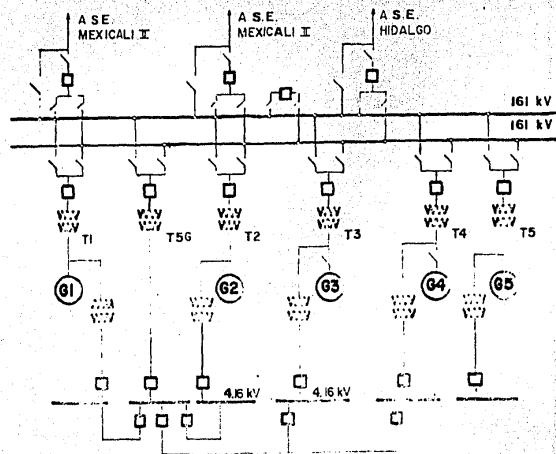 A S.E.
MEXICALI II
A S.E.
MEXICALI II
A S.E.
HIDALGO
161 kV
161 kV
T1
T5G
T2
T3
T4
T5
G1
G2
G3
G4
G5
4.16 kV
4.16 kV